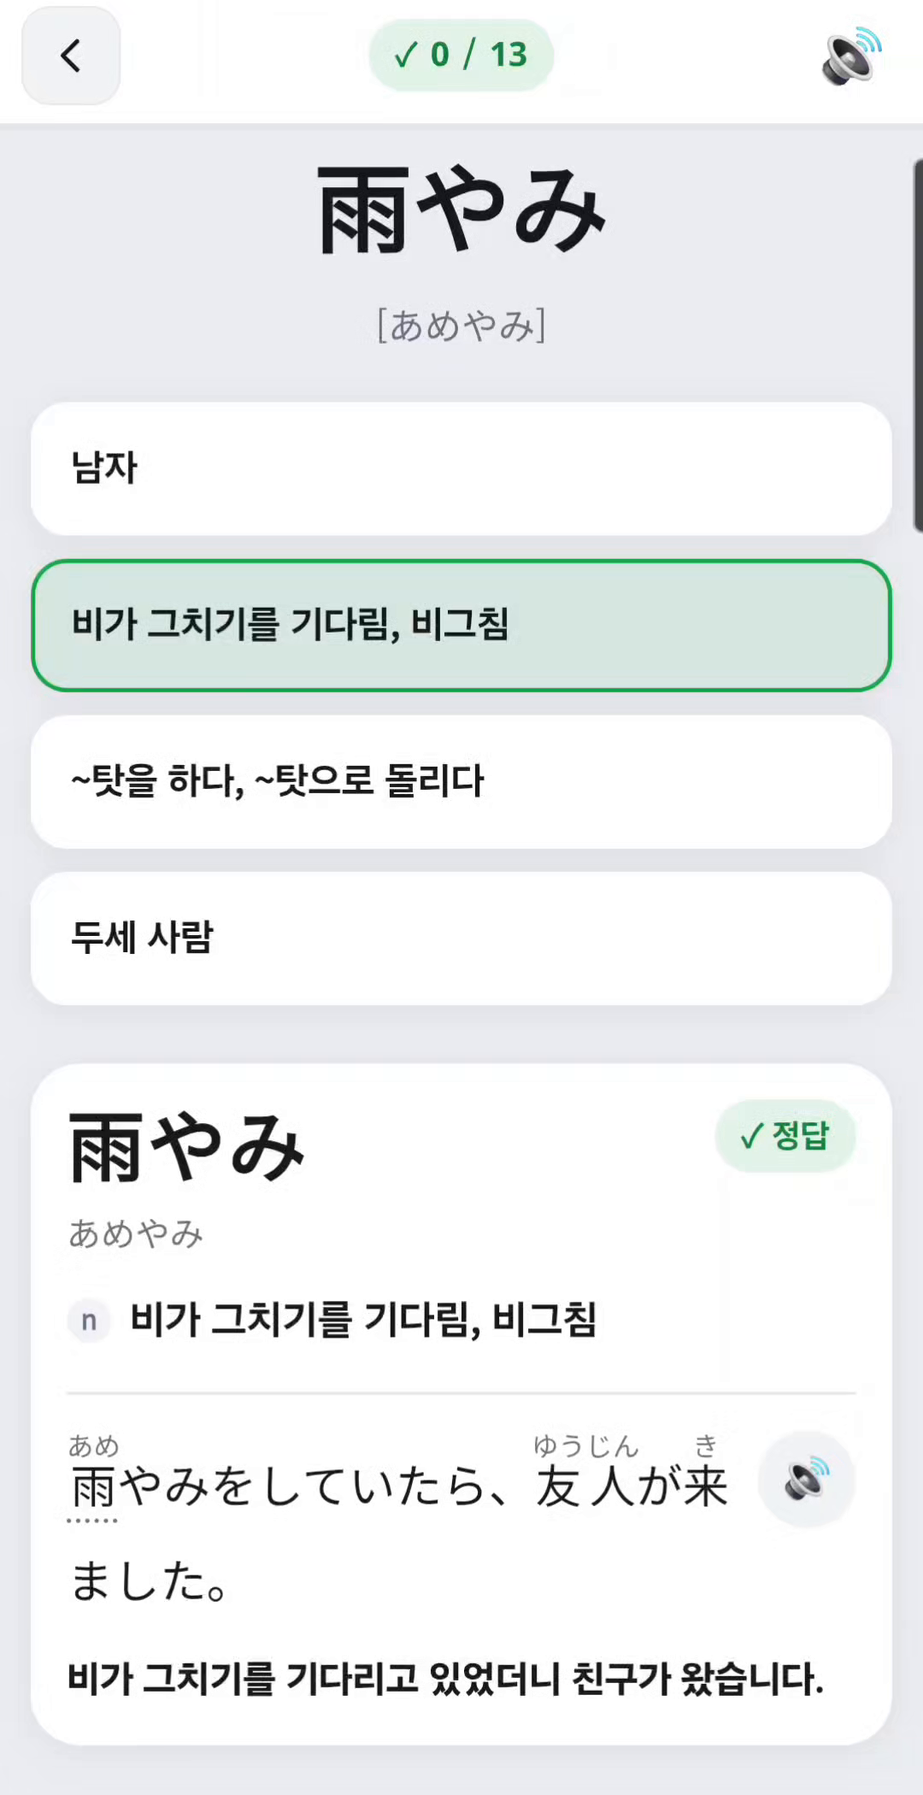 ✓ 0 / 13
雨やみ
[あめやみ]
남자
비가 그치기를 기다림, 비그침
~탓을 하다, ~탓으로 돌리다
두세 사람
雨やみ
✓ 정답
あめやみ
n 비가 그치기를 기다림, 비그침
あめ ゆうじん き
雨やみをしていたら、友人が来
ました。
비가 그치기를 기다리고 있었더니 친구가 왔습니다.